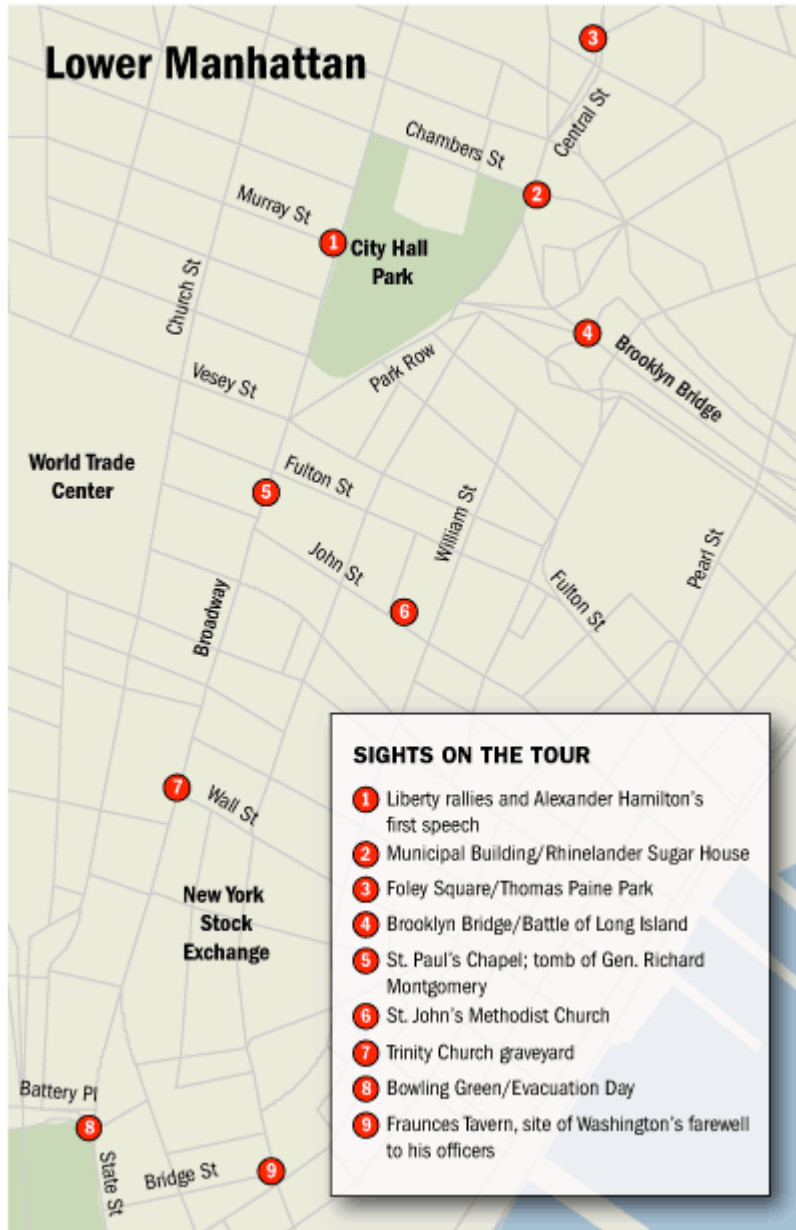 Lower Manhattan
3
Central St
Chambers St
2
Murray St
1
City Hall
Park
Church St
4
Brooklyn Bridge
Park Row
Vesey St
World Trade
Center
5
Fulton St
William St
John St
Pearl St
Fulton St
6
Broadway
7
Wall St
New York
Stock
Exchange
Battery Pl
8
State St
Bridge St
9
SIGHTS ON THE TOUR
1 Liberty rallies and Alexander Hamilton's
first speech
2 Municipal Building/Rhinelander Sugar House
3 Foley Square/Thomas Paine Park
4 Brooklyn Bridge/Battle of Long Island
5 St. Paul's Chapel; tomb of Gen. Richard
Montgomery
6 St. John's Methodist Church
7 Trinity Church graveyard
8 Bowling Green/Evacuation Day
9 Fraunces Tavern, site of Washington's farewell
to his officers